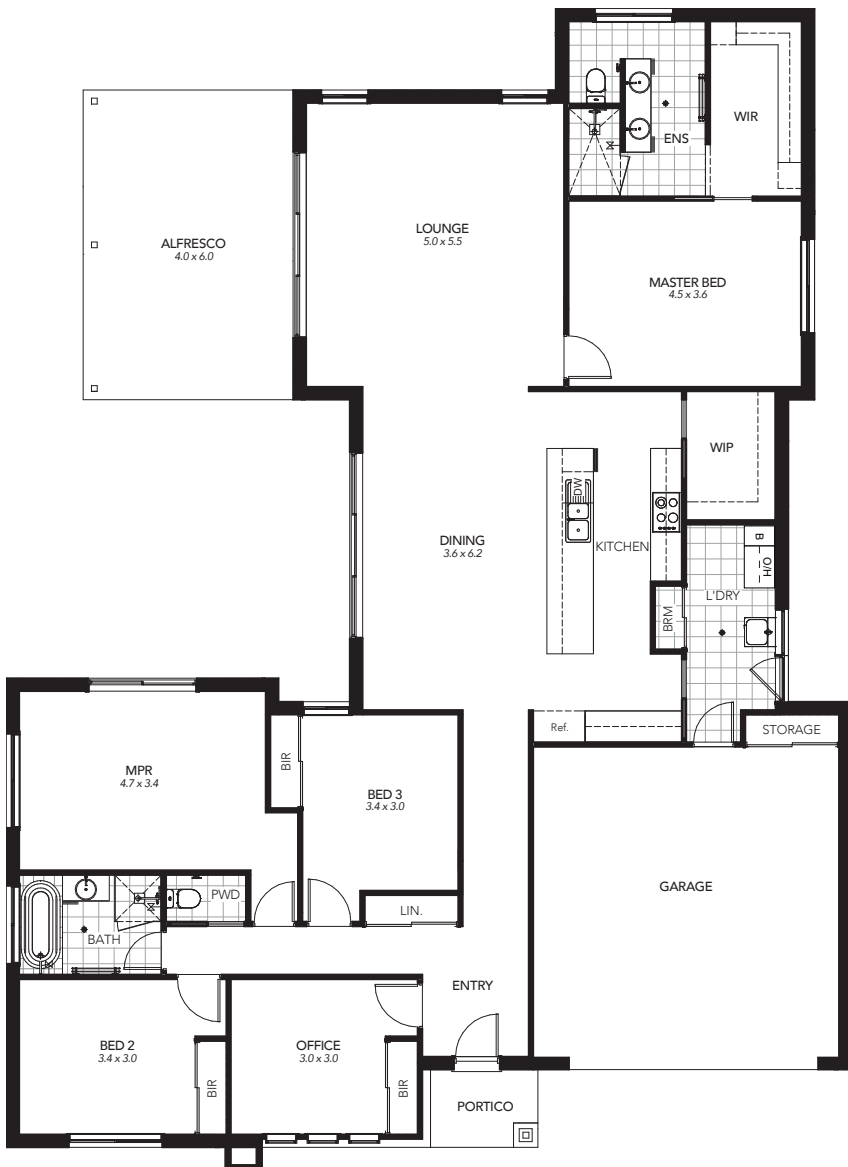 WIR
ENS
LOUNGE
5.0 x 5.5
ALFRESCO
4.0 x 6.0
MASTER BED
4.5 x 3.6
WIP
DW
DINING
3.6 x 6.2
KITCHEN
B
O/H
L'DRY
BRM
Ref.
STORAGE
BIR
MPR
4.7 x 3.4
BED 3
3.4 x 3.0
GARAGE
PWD
LIN.
BATH
ENTRY
BED 2
3.4 x 3.0
OFFICE
3.0 x 3.0
BIR
BIR
PORTICO